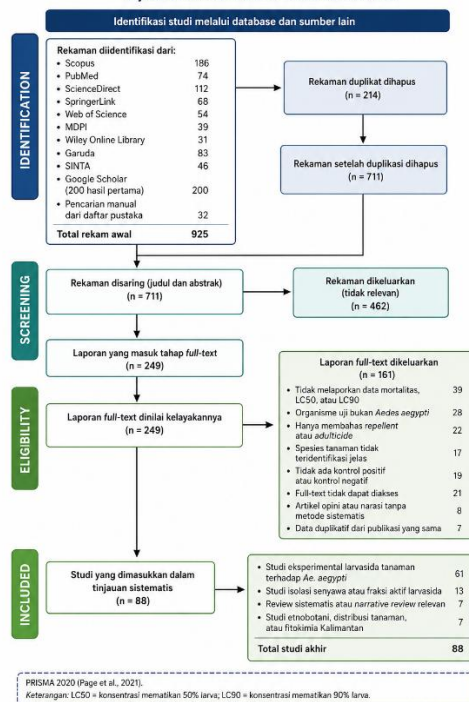 Identifikasi studi melalui database dan sumber lain
IDENTIFICATION
Rekaman diidentifikasi dari:
• Scopus 186
• PubMed 74
• ScienceDirect 112
• SpringerLink 68
• Web of Science 54
• MDPI 39
• Wiley Online Library 31
• Garuda 83
• SINTA 46
• Google Scholar
(200 hasil pertama) 200
• Pencarian manual
dari daftar pustaka 32
Total rekam awal 925
Rekaman duplikat dihapus
(n = 214)
Rekaman setelah duplikasi dihapus
(n = 711)
SCREENING
Rekaman disaring (judul dan abstrak)
(n = 711)
Rekaman dikeluarkan
(tidak relevan)
(n = 462)
Laporan yang masuk tahap full-text
(n = 249)
ELIGIBILITY
Laporan full-text dinilai kelayakannya
(n = 249)
Laporan full-text dikeluarkan
(n = 161)
• Tidak melaporkan data mortalitas, 39
LC50, atau LC90
• Organisme uji bukan Aedes aegypti 28
• Hanya membahas repellent 22
atau adulticide
• Spesies tanaman tidak 17
teridentifikasi jelas
• Tidak ada kontrol positif 19
atau kontrol negatif
• Full-text tidak dapat diakses 21
• Artikel opini atau narasi tanpa 8
metode sistematis
• Data duplikatif dari publikasi yang sama 7
INCLUDED
Studi yang dimasukkan dalam
tinjauan sistematis
(n = 88)
• Studi eksperimental larvasida tanaman 61
terhadap Ae. aegypti
• Studi isolasi senyawa atau fraksi aktif larvasida 13
• Review sistematis atau narrative review relevan 7
• Studi etnobotani, distribusi tanaman, 7
atau fitokimia Kalimantan
Total studi akhir 88
PRISMA 2020 (Page et al., 2021).
Keterangan: LC50 = konsentrasi mematikan 50% larva; LC90 = konsentrasi mematikan 90% larva.